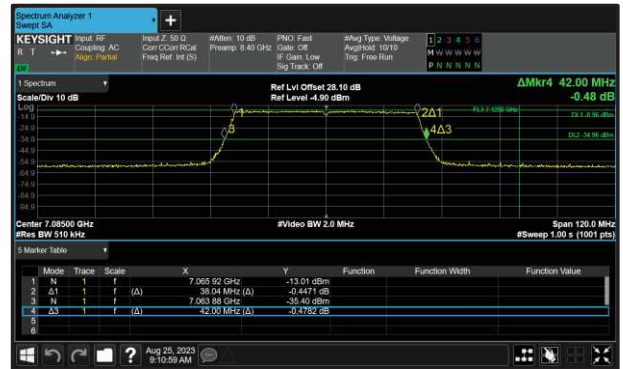 Spectrum Analyzer 1
Swept SA
+
KEYSIGHT Input: RF Input Z: 50 Ω #Atten: 10 dB PNO: Fast #Avg Type: Voltage 1 2 3 4 5 6
R T Coupling: AC Corr CCorr RCal Preamp: 8.40 GHz Gate: Off Avg|Hold: 10/10 M W W W W W
Align: Partial Freq Ref: Int (S) IF Gain: Low Trig: Free Run
Sig Track: Off P N N N N N
1 Spectrum Ref Lvl Offset 28.10 dB ΔMkr4 42.00 MHz
Scale/Div 10 dB Ref Level -4.90 dBm -0.48 dB
Log
-14.9
-24.9
-34.9
-44.9
-54.9
-64.9
-74.9
-84.9
-94.9
2Δ1
3
4Δ3
DL1 -8.96 dBm
DL2 -34.96 dBm
Center 7.08500 GHz #Video BW 2.0 MHz Span 120.0 MHz
#Res BW 510 kHz #Sweep 1.00 s (1001 pts)
5 Marker Table
Mode Trace Scale X Y Function Function Width Function Value
1 N 1 f 7.065 92 GHz -13.01 dBm
2 Δ1 1 f (Δ) 38.04 MHz (Δ) -0.4471 dB
3 N 1 f 7.063 88 GHz -35.40 dBm
4 Δ3 1 f (Δ) 42.00 MHz (Δ) -0.4782 dB
5
6
? Aug 25, 2023
9:10:59 AM